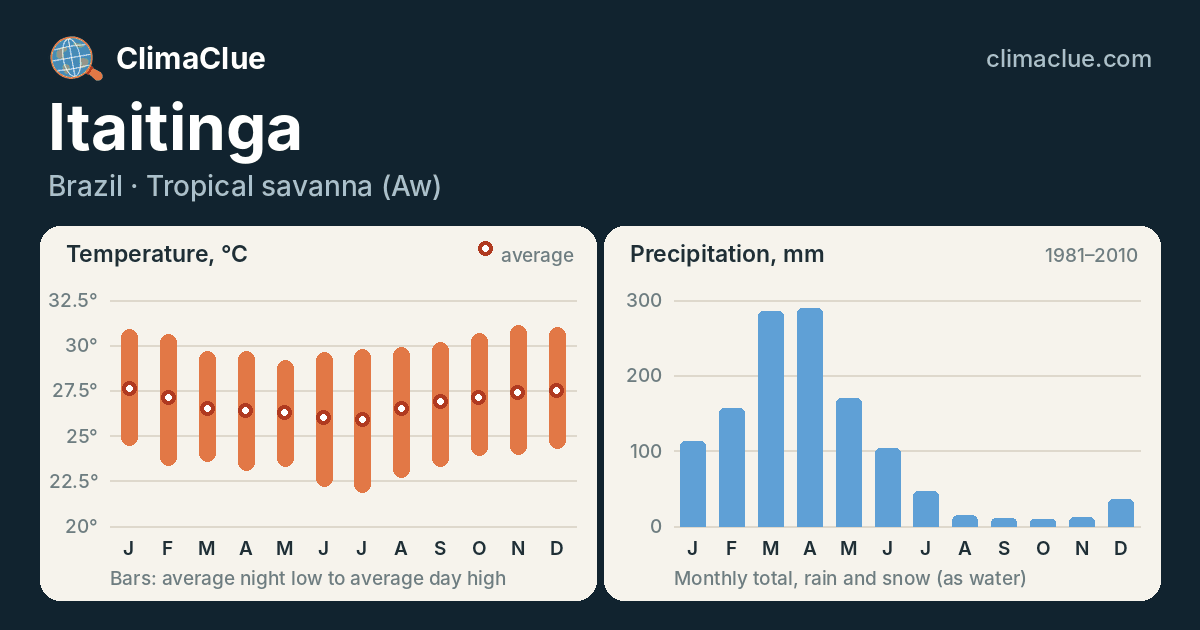 ClimaClue
climaclue.com
Itaitinga
Brazil · Tropical savanna (Aw)
Temperature, °C
average
32.5°
30°
27.5°
25°
22.5°
20°
J F M A M J J A S O N D
Bars: average night low to average day high
Precipitation, mm
1981–2010
300
200
100
0
J F M A M J J A S O N D
Monthly total, rain and snow (as water)